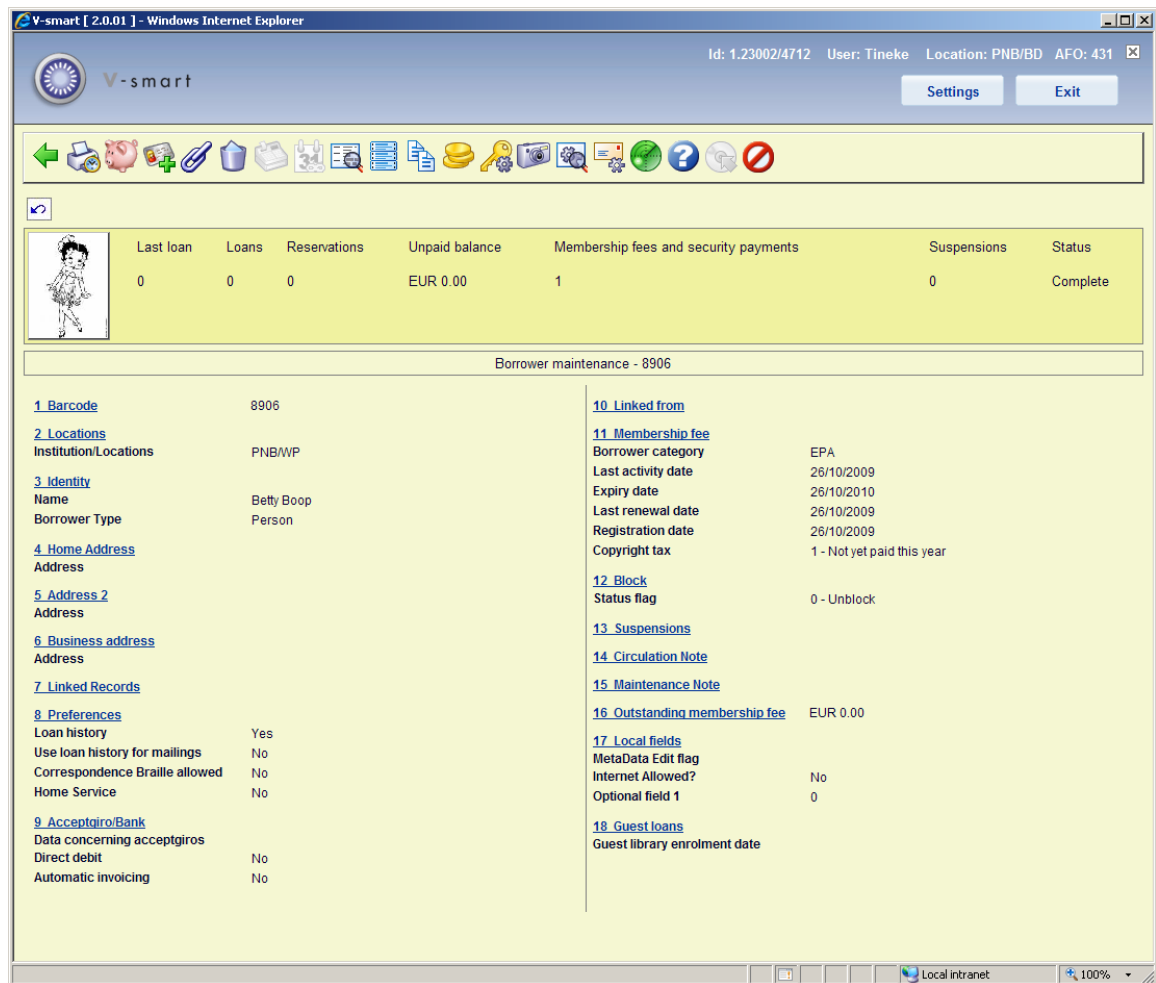 V-smart [ 2.0.01 ] - Windows Internet Explorer
Id: 1.23002/4712 User: Tineke Location: PNB/BD AFO: 431
V-smart
Settings Exit
31
Last loan Loans Reservations Unpaid balance Membership fees and security payments Suspensions Status
0 0 0 EUR 0.00 1 0 Complete
Borrower maintenance - 8906
1 Barcode 8906
2 Locations
Institution/Locations PNB/WP
3 Identity
Name Betty Boop
Borrower Type Person
4 Home Address
Address
5 Address 2
Address
6 Business address
Address
7 Linked Records
8 Preferences
Loan history Yes
Use loan history for mailings No
Correspondence Braille allowed No
Home Service No
9 Acceptgiro/Bank
Data concerning acceptgiros
Direct debit No
Automatic invoicing No
10 Linked from
11 Membership fee
Borrower category EPA
Last activity date 26/10/2009
Expiry date 26/10/2010
Last renewal date 26/10/2009
Registration date 26/10/2009
Copyright tax 1 - Not yet paid this year
12 Block
Status flag 0 - Unblock
13 Suspensions
14 Circulation Note
15 Maintenance Note
16 Outstanding membership fee EUR 0.00
17 Local fields
MetaData Edit flag
Internet Allowed? No
Optional field 1 0
18 Guest loans
Guest library enrolment date
Local intranet 100%